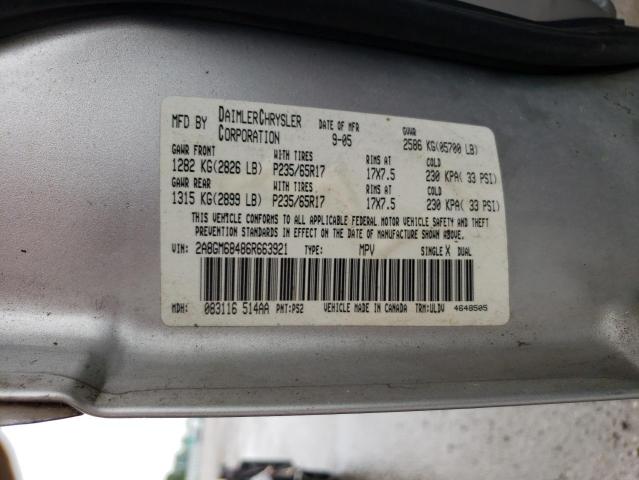 MFD BY DAIMLERCHRYSLER CORPORATION DATE OF MFR 9-05 GVWR 2586 KG(05700 LB)
GAWR FRONT WITH TIRES RIMS AT COLD
1282 KG(2826 LB) P235/65R17 17X7.5 230 KPA( 33 PSI)
GAWR REAR WITH TIRES RIMS AT COLD
1315 KG(2899 LB) P235/65R17 17X7.5 230 KPA( 33 PSI)
THIS VEHICLE CONFORMS TO ALL APPLICABLE FEDERAL MOTOR VEHICLE SAFETY AND THEFT
PREVENTION STANDARDS IN EFFECT ON THE DATE OF MANUFACTURE SHOWN ABOVE.
VIN: 2A8GM68486R663921 TYPE: MPV SINGLE X DUAL
MDH: 083116 514AA PNT:PS2 VEHICLE MADE IN CANADA TRM:ULDV 4648505